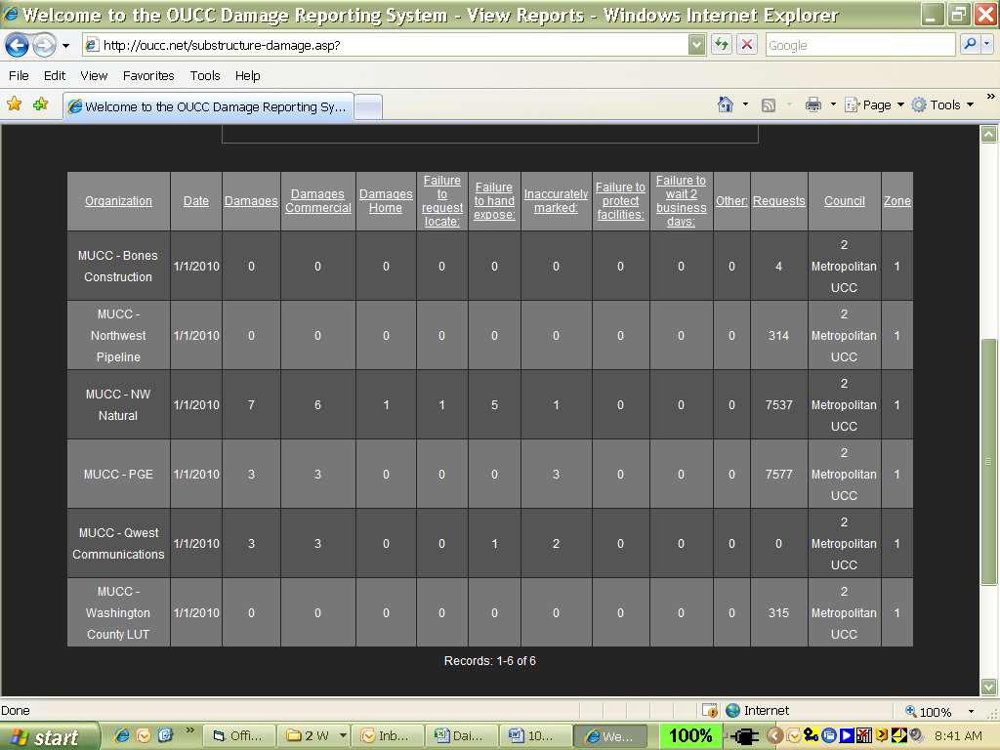 Welcome to the OUCC Damage Reporting System - View Reports - Windows Internet Explorer
http://oucc.net/substructure-damage.asp?
Google
File Edit View Favorites Tools Help
Welcome to the OUCC Damage Reporting Sy...
Page Tools »
Organization Date Damages Damages Commercial Damages Home Failure to request locate: Failure to hand expose: Inaccurately marked: Failure to protect facilities: Failure to wait 2 business days: Other: Requests Council Zone
MUCC - Bones Construction 1/1/2010 0 0 0 0 0 0 0 0 0 4 2 Metropolitan UCC 1
MUCC - Northwest Pipeline 1/1/2010 0 0 0 0 0 0 0 0 0 314 2 Metropolitan UCC 1
MUCC - NW Natural 1/1/2010 7 6 1 1 5 1 0 0 0 7537 2 Metropolitan UCC 1
MUCC - PGE 1/1/2010 3 3 0 0 0 3 0 0 0 7577 2 Metropolitan UCC 1
MUCC - Qwest Communications 1/1/2010 3 3 0 0 1 2 0 0 0 0 2 Metropolitan UCC 1
MUCC - Washington County LUT 1/1/2010 0 0 0 0 0 0 0 0 0 315 2 Metropolitan UCC 1
Records: 1-6 of 6
Done Internet 100%
start » Offi... 2 W Inb... Dai... 10... We... 100% 8:41 AM